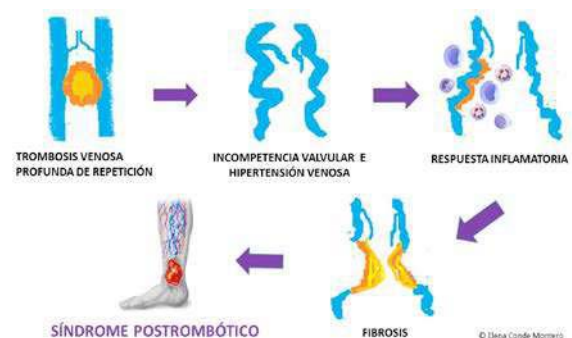 TROMBOSIS VENOSA
PROFUNDA DE REPETICIÓN
INCOMPETENCIA VALVULAR E
HIPERTENSIÓN VENOSA
RESPUESTA INFLAMATORIA
SÍNDROME POSTROMBÓTICO
FIBROSIS
© Elena Conde Montero